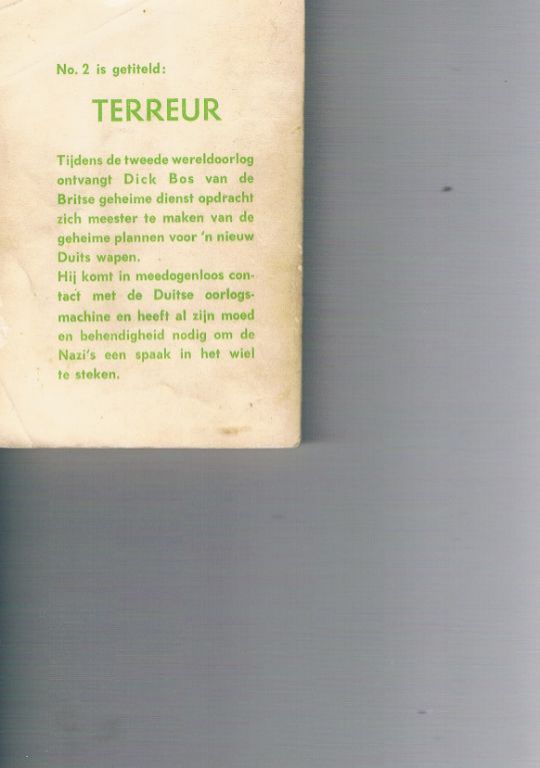 No. 2 is getiteld:
TERREUR
Tijdens de tweede wereldoorlog
ontvangt Dick Bos van de
Britse geheime dienst opdracht
zich meester te maken van de
geheime plannen voor 'n nieuw
Duits wapen.
Hij komt in meedogenloos con-
tact met de Duitse oorlogs-
machine en heeft al zijn moed
en behendigheid nodig om de
Nazi's een spaak in het wiel
te steken.